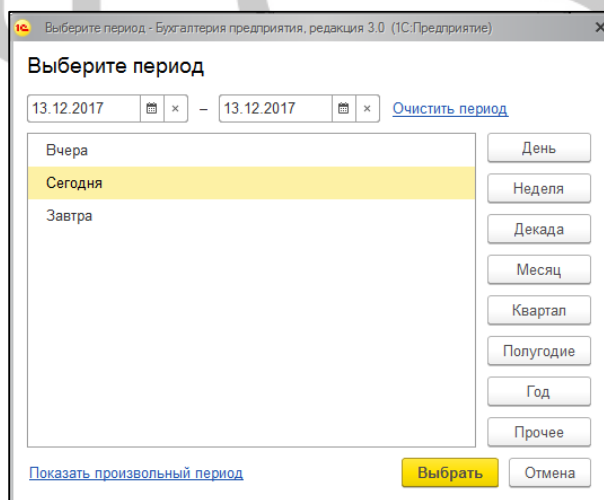 1С Выберите период - Бухгалтерия предприятия, редакция 3.0 (1С:Предприятие) ×
Выберите период
13.12.2017 × – 13.12.2017 × Очистить период
Вчера
Сегодня
Завтра
День
Неделя
Декада
Месяц
Квартал
Полугодие
Год
Прочее
Показать произвольный период
Выбрать Отмена